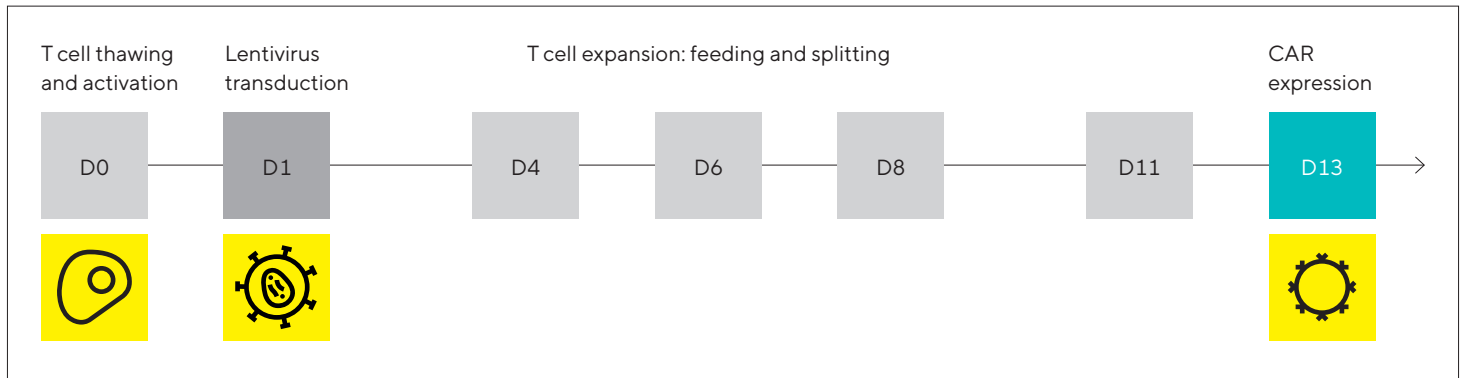 T cell thawing
and activation
Lentivirus
transduction
T cell expansion: feeding and splitting
CAR
expression
D0
D1
D4
D6
D8
D11
D13